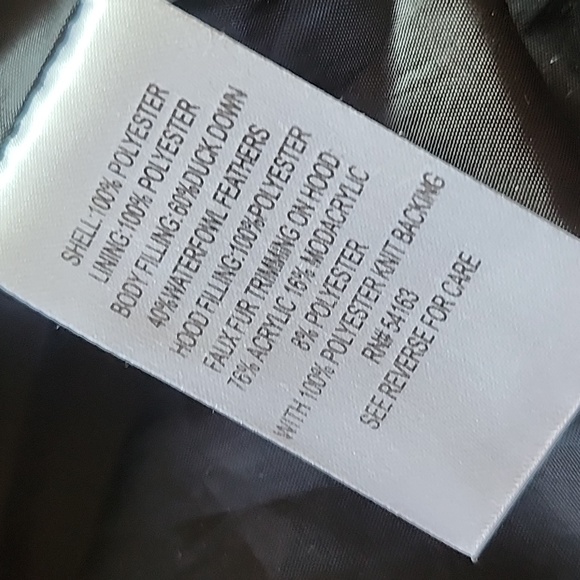 SHELL:100% POLYESTER
LINING:100% POLYESTER
BODY FILLING:60%DUCK DOWN
40%WATERFOWL FEATHERS
HOOD FILLING:100%POLYESTER
FAUX FUR TRIMMING ON HOOD:
76% ACRYLIC 16% MODACRYLIC
8% POLYESTER
WITH 100% POLYESTER KNIT BACKING
RN# 54163
SEE REVERSE FOR CARE